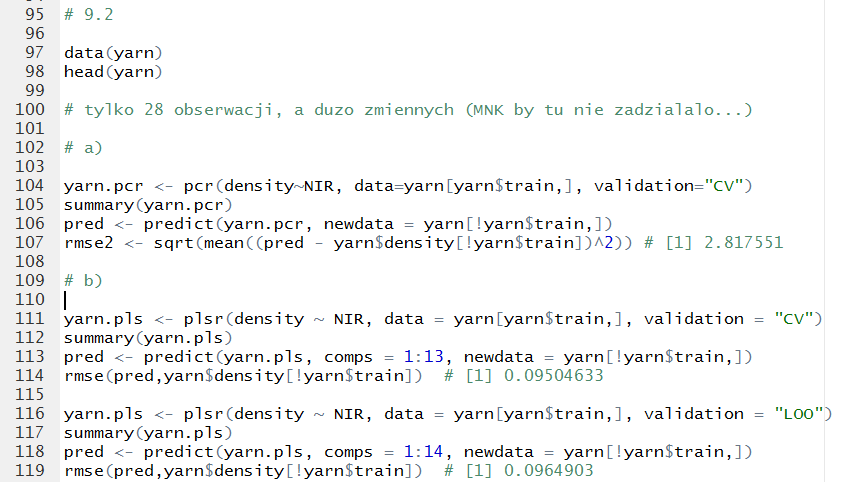 95 # 9.2
96
97 data(yarn)
98 head(yarn)
99
100 # tylko 28 obserwacji, a duzo zmiennych (MNK by tu nie zadzialalo...)
101
102 # a)
103
104 yarn.pcr <- pcr(density~NIR, data=yarn[yarn$train,], validation="CV")
105 summary(yarn.pcr)
106 pred <- predict(yarn.pcr, newdata = yarn[!yarn$train,])
107 rmse2 <- sqrt(mean((pred - yarn$density[!yarn$train])^2)) # [1] 2.817551
108
109 # b)
110
111 yarn.pls <- plsr(density ~ NIR, data = yarn[yarn$train,], validation = "CV")
112 summary(yarn.pls)
113 pred <- predict(yarn.pls, comps = 1:13, newdata = yarn[!yarn$train,])
114 rmse(pred,yarn$density[!yarn$train])  # [1] 0.09504633
115
116 yarn.pls <- plsr(density ~ NIR, data = yarn[yarn$train,], validation = "LOO")
117 summary(yarn.pls)
118 pred <- predict(yarn.pls, comps = 1:14, newdata = yarn[!yarn$train,])
119 rmse(pred,yarn$density[!yarn$train])  # [1] 0.0964903